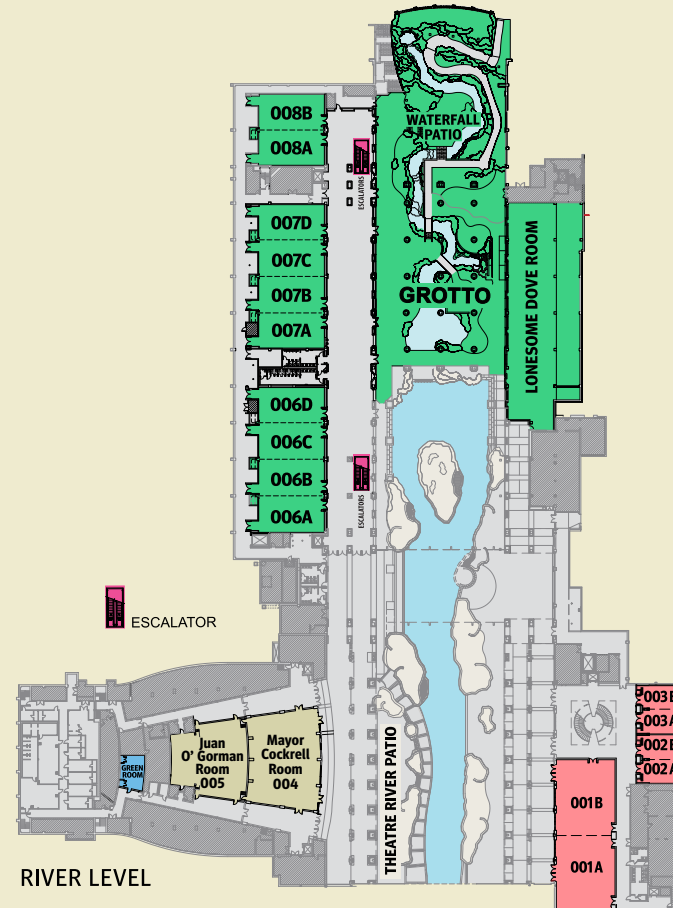 008B
008A
WATERFALL
PATIO
ESCALATORS
007D
007C
007B
007A
GROTTO
LONESOME DOVE ROOM
006D
006C
006B
006A
ESCALATORS
ESCALATOR
003B
003A
002B
002A
Juan
O' Gorman
Room
005
Mayor
Cockrell
Room
004
GREEN
ROOM
THEATRE RIVER PATIO
001B
001A
RIVER LEVEL